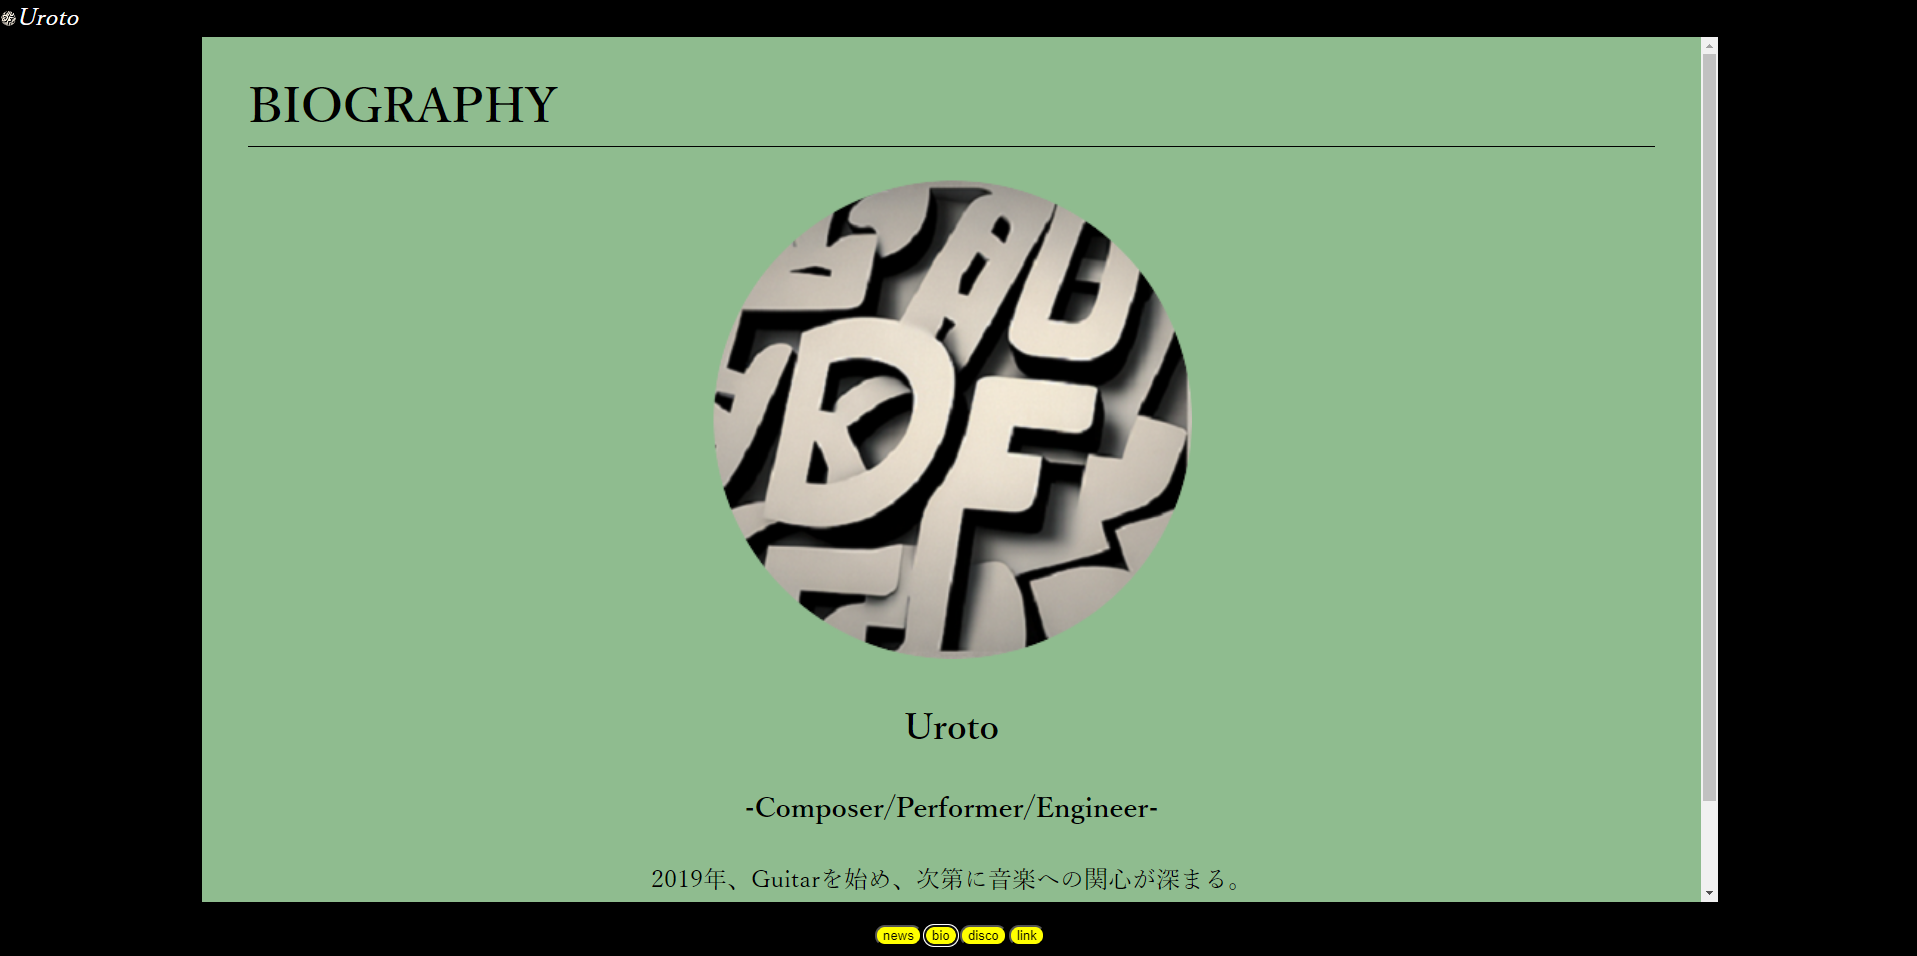 Uroto
BIOGRAPHY
A U
R D F
Uroto
-Composer/Performer/Engineer-
2019年、Guitarを始め、次第に音楽への関心が深まる。
news bio disco link